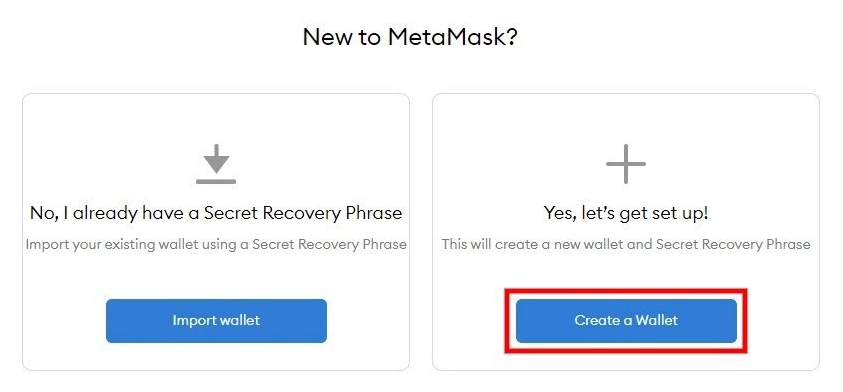 New to MetaMask?
No, I already have a Secret Recovery Phrase
Import your existing wallet using a Secret Recovery Phrase
Import wallet
Yes, let’s get set up!
This will create a new wallet and Secret Recovery Phrase
Create a Wallet